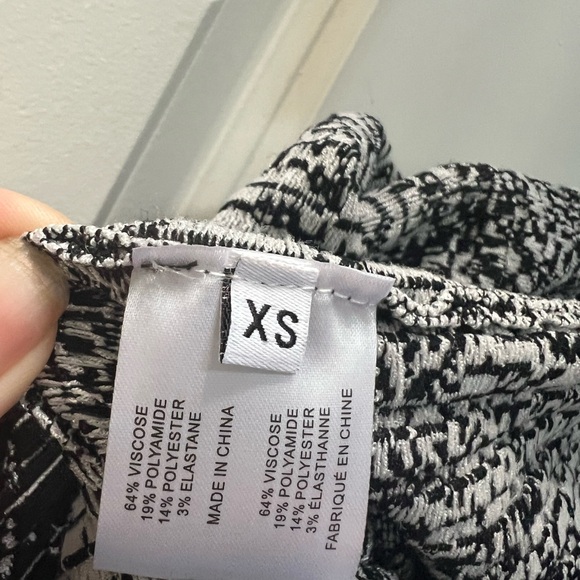 XS
64% VISCOSE
19% POLYAMIDE
14% POLYESTER
3% ELASTANE
MADE IN CHINA
64% VISCOSE
19% POLYAMIDE
14% POLYESTER
3% ÉLASTHANNE
FABRIQUÉ EN CHINE